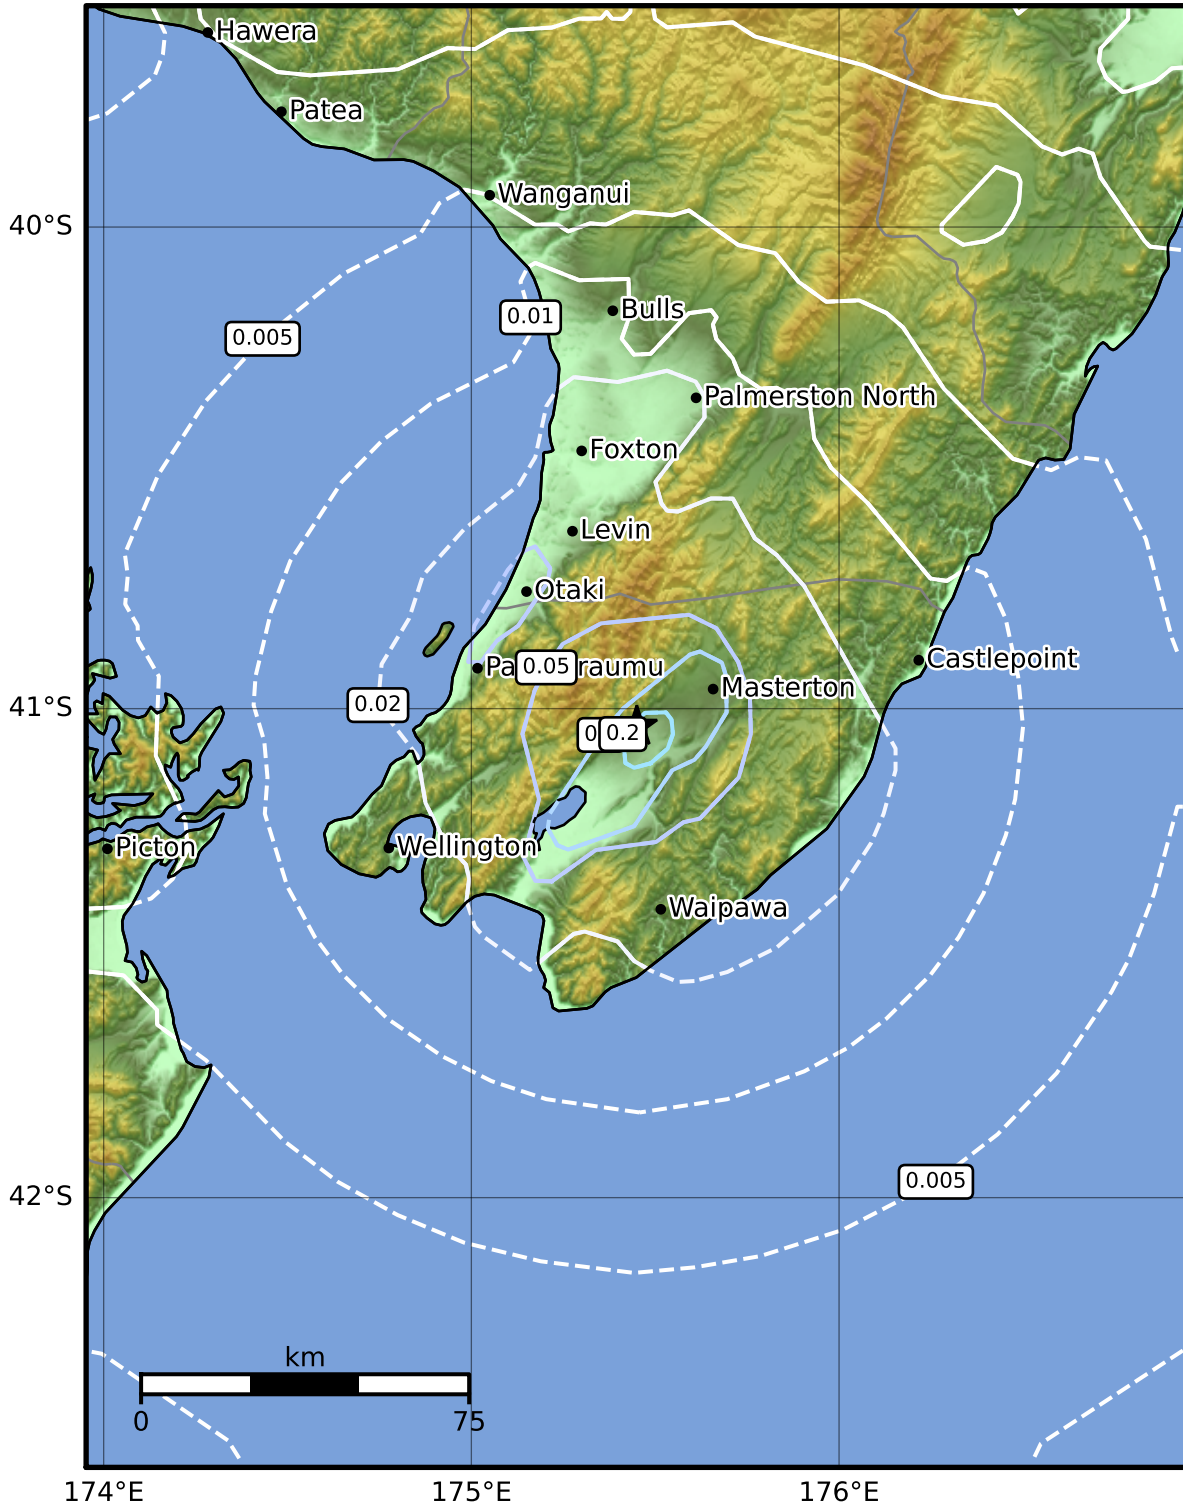 Hawera
Patea
Wanganui
40°S
Bulls
0.01
0.005
Palmerston North
Foxton
Levin
Otaki
Castlepoint
0.05
Masterton
0.02
41°S
0.2
Picton
Wellington
Waipawa
0.005
42°S
km
0
75
174°E
175°E
176°E